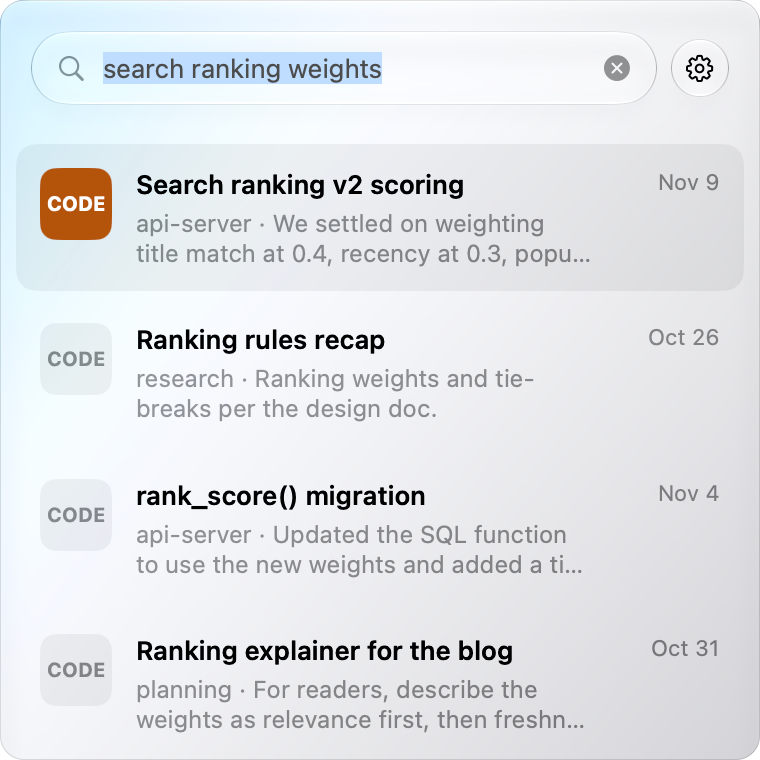 search ranking weights
CODE
Search ranking v2 scoring
Nov 9
api-server · We settled on weighting
title match at 0.4, recency at 0.3, popu...
CODE
Ranking rules recap
Oct 26
research · Ranking weights and tie-
breaks per the design doc.
CODE
rank_score() migration
Nov 4
api-server · Updated the SQL function
to use the new weights and added a ti...
CODE
Ranking explainer for the blog
Oct 31
planning · For readers, describe the
weights as relevance first, then freshn...